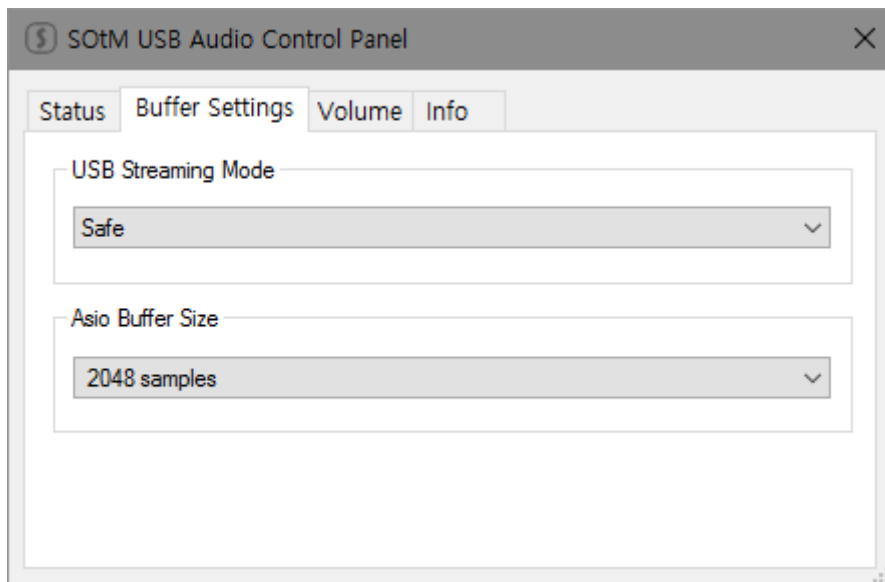 SOtM USB Audio Control Panel
Status Buffer Settings Volume Info
USB Streaming Mode
Safe
Asio Buffer Size
2048 samples